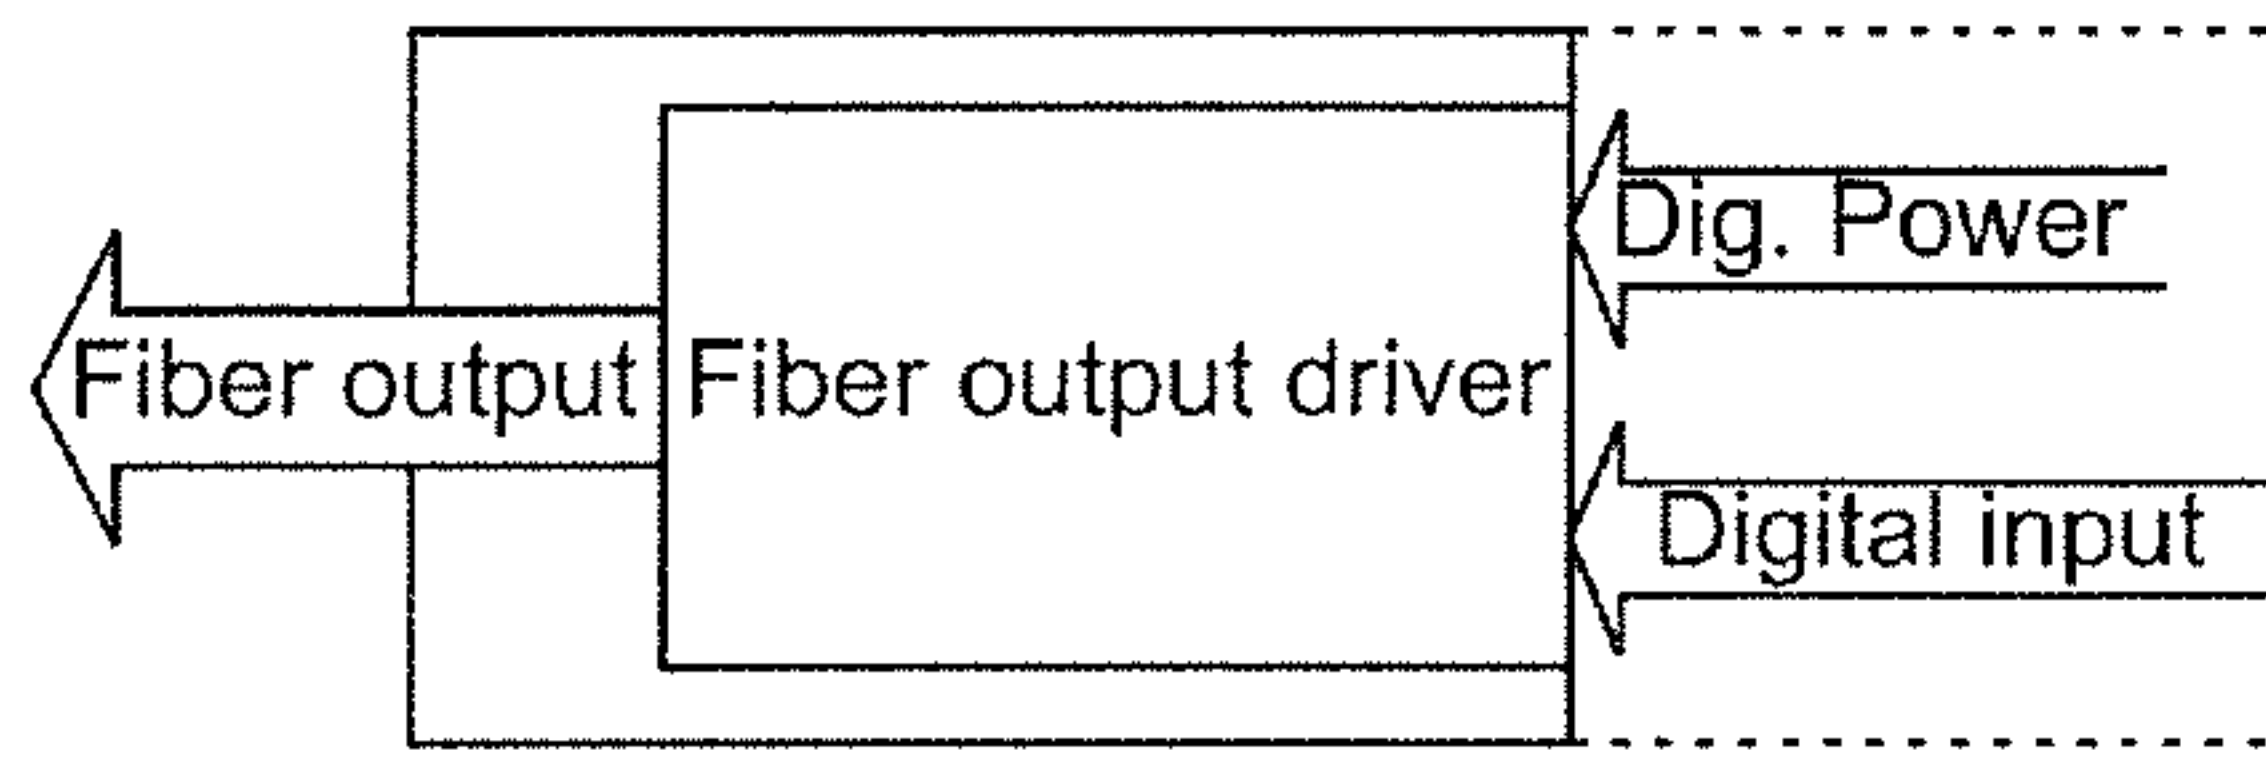 Dig. Power
Fiber output
Fiber output driver
Digital input